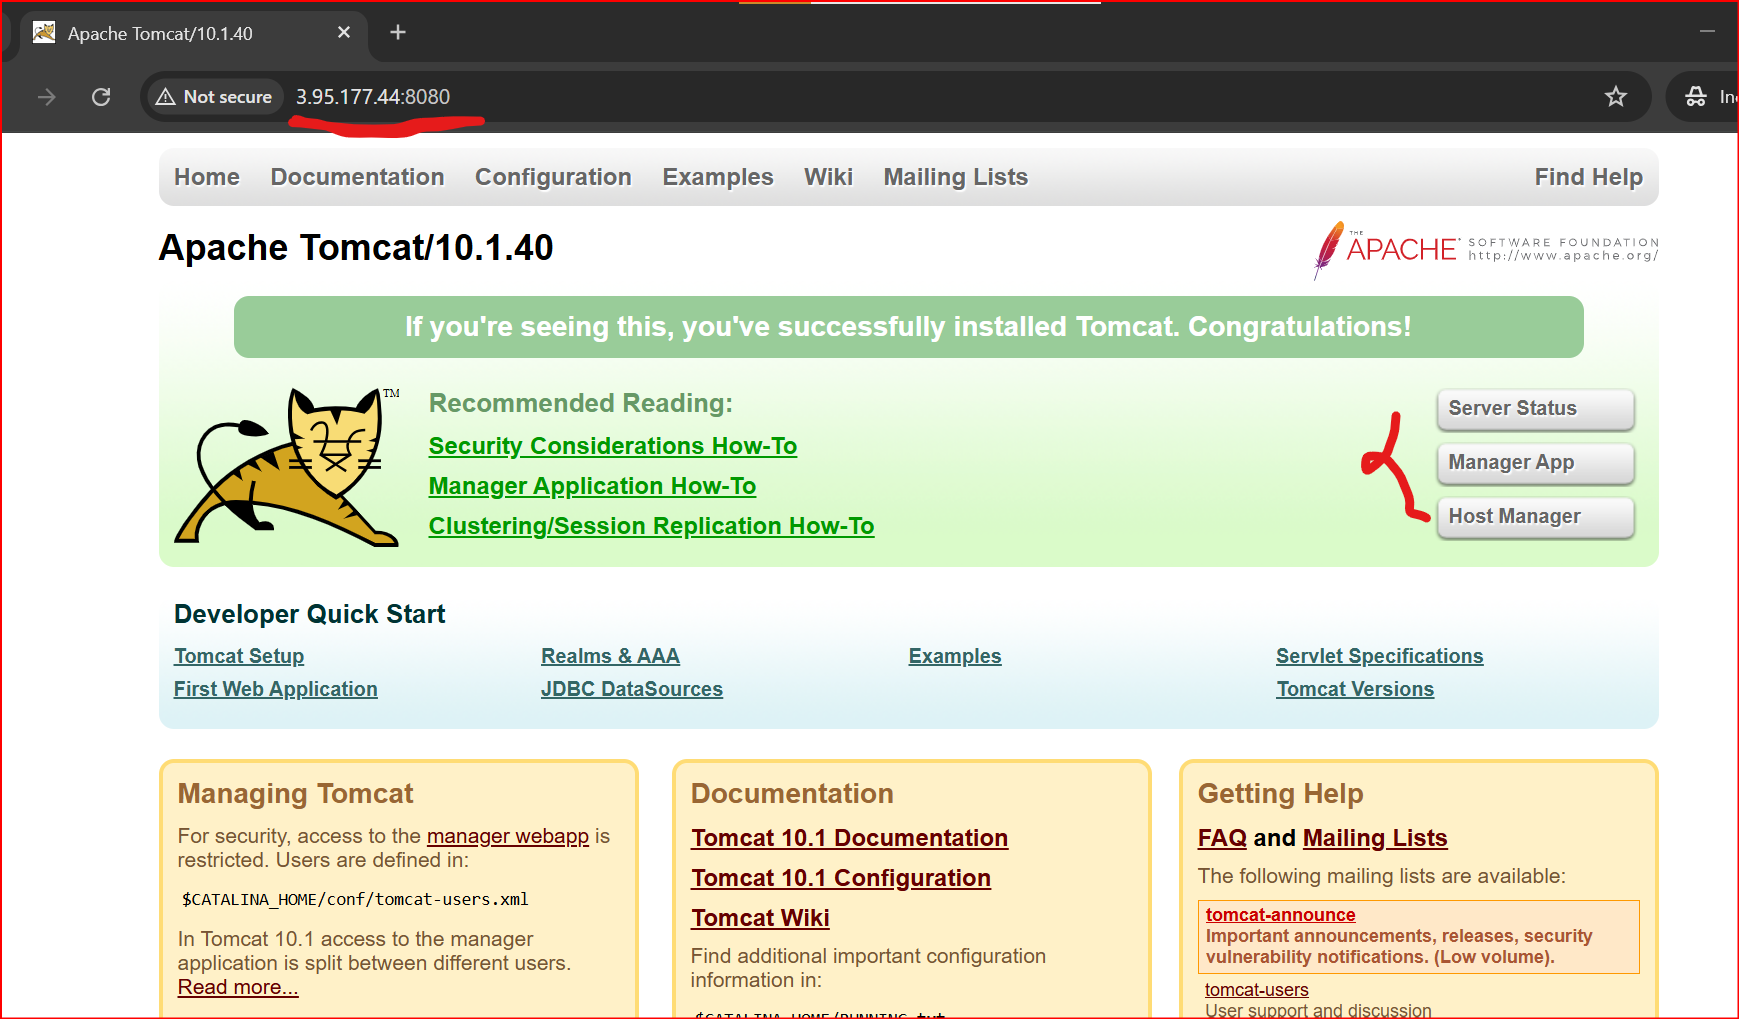 Apache Tomcat/10.1.40
Not secure 3.95.177.44:8080
Home Documentation Configuration Examples Wiki Mailing Lists Find Help
Apache Tomcat/10.1.40
THE APACHE SOFTWARE FOUNDATION
http://www.apache.org/
If you're seeing this, you've successfully installed Tomcat. Congratulations!
TM
Recommended Reading:
Security Considerations How-To
Manager Application How-To
Clustering/Session Replication How-To
Server Status
Manager App
Host Manager
Developer Quick Start
Tomcat Setup
First Web Application
Realms & AAA
JDBC DataSources
Examples
Servlet Specifications
Tomcat Versions
Managing Tomcat
For security, access to the manager webapp is
restricted. Users are defined in:
$CATALINA_HOME/conf/tomcat-users.xml
In Tomcat 10.1 access to the manager
application is split between different users.
Read more...
Documentation
Tomcat 10.1 Documentation
Tomcat 10.1 Configuration
Tomcat Wiki
Find additional important configuration
information in:
$CATALINA_HOME/RUNNING.txt
Getting Help
FAQ and Mailing Lists
The following mailing lists are available:
tomcat-announce
Important announcements, releases, security
vulnerability notifications. (Low volume).
tomcat-users
User support and discussion